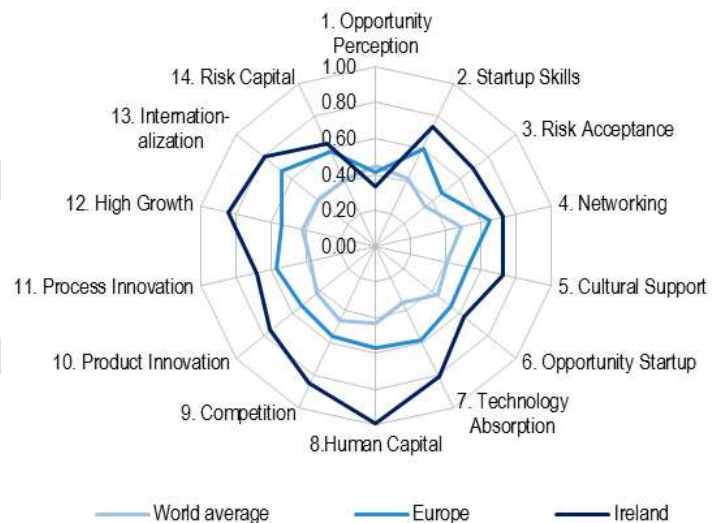 1. Opportunity
Perception
1.00
14. Risk Capital
2. Startup Skills
0.80
13. Internation-
alization
3. Risk Acceptance
0.60
0.40
12. High Growth
4. Networking
0.20
0.00
11. Process Innovation
5. Cultural Support
10. Product Innovation
6. Opportunity Startup
9. Competition
7. Technology
Absorption
8.Human Capital
World average
Europe
Ireland